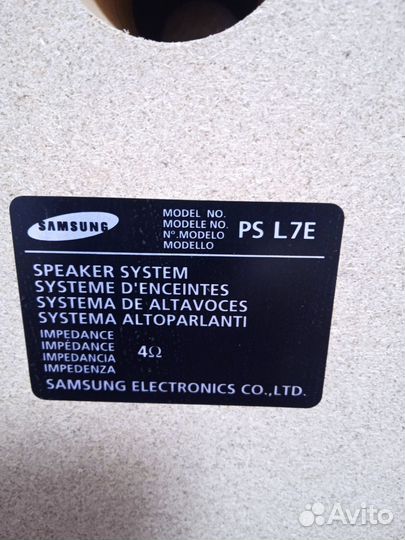 SAMSUNG
MODEL NO.
MODELE NO.
Nº.MODELO
MODELLO
PS L7E
SPEAKER SYSTEM
SYSTEME D'ENCEINTES
SYSTEMA DE ALTAVOCES
SYSTEMA ALTOPARLANTI
IMPEDANCE
IMPÉDANCE
IMPEDANCIA
IMPEDENZA
4Ω
SAMSUNG ELECTRONICS CO.,LTD.
Avito